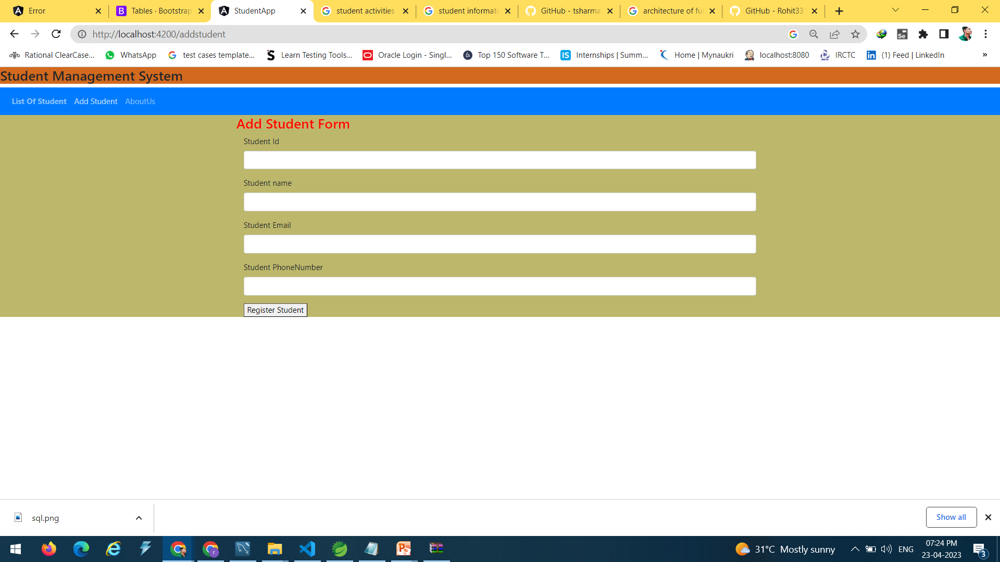 Error
Tables · Bootstrap
StudentApp
student activities
student informati
GitHub - tsharma
architecture of ful
GitHub - Rohit33
http://localhost:4200/addstudent
Se
Rational ClearCase...
WhatsApp
test cases template...
Learn Testing Tools...
Oracle Login - Singl...
Top 150 Software T...
IS
Internships | Summ...
Home | Mynaukri
localhost:8080
IRCTC
(1) Feed | LinkedIn
»
Student Management System
List Of Student
Add Student
AboutUs
Add Student Form
Student Id
Student name
Student Email
Student PhoneNumber
Register Student
sql.png
Show all
31°C Mostly sunny
ENG
07:24 PM
23-04-2023
3